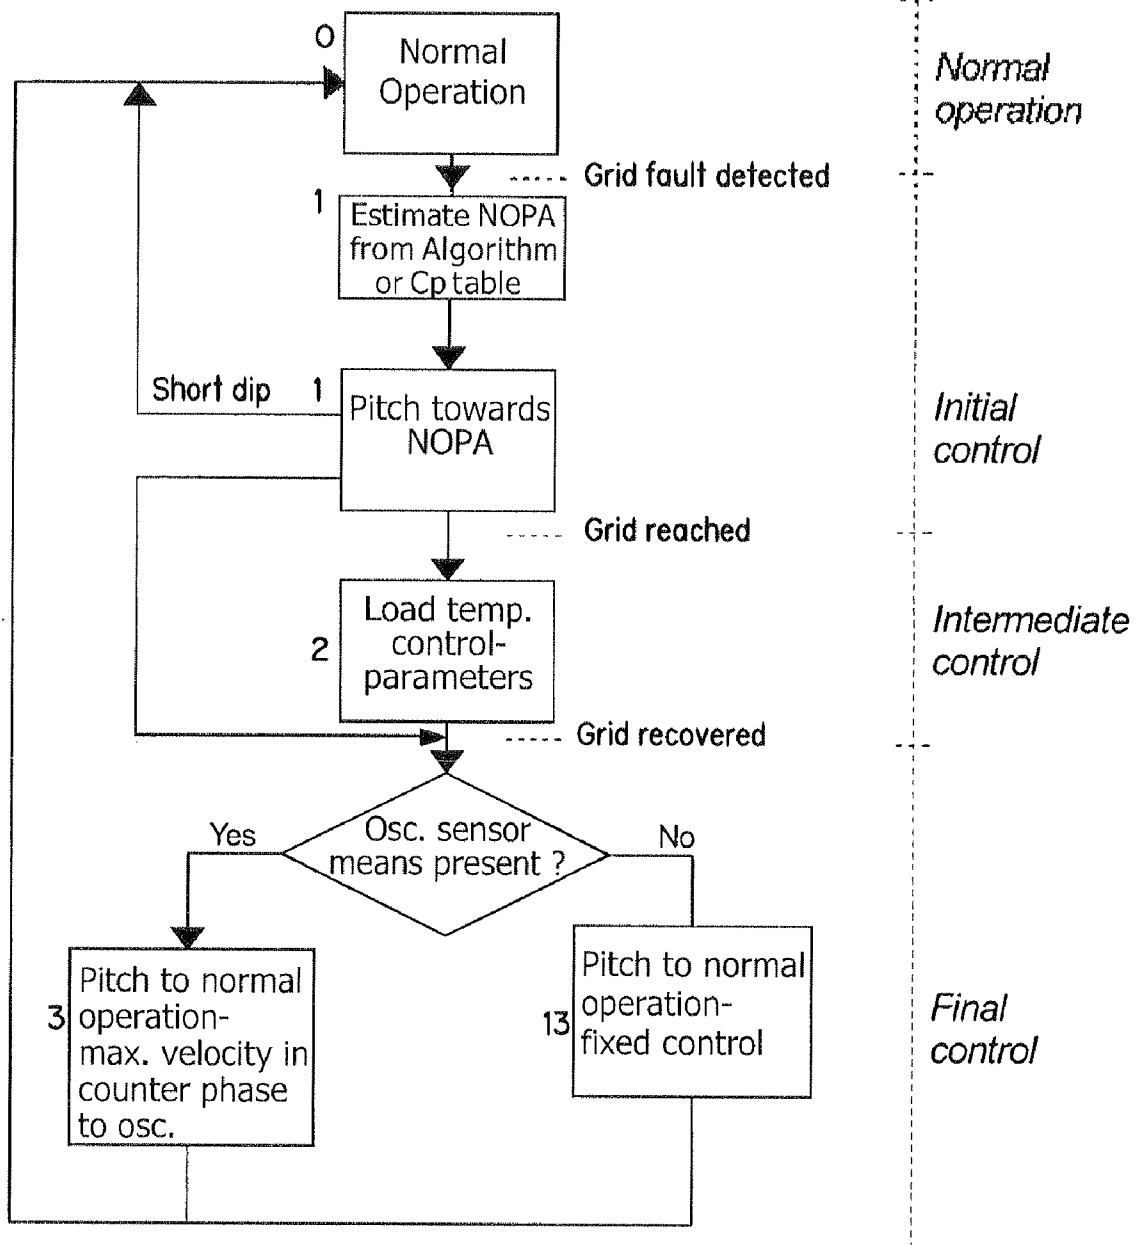 0
Normal
Operation
Normal
operation
Grid fault detected
1
Estimate NOPA
from Algorithm
or Cp table
Short dip
1
Pitch towards
NOPA
Initial
control
Grid reached
2
Load temp.
control-
parameters
Intermediate
control
Grid recovered
Osc. sensor
means present ?
Yes
No
3
Pitch to normal
operation-
max. velocity in
counter phase
to osc.
13
Pitch to normal
operation-
fixed control
Final
control